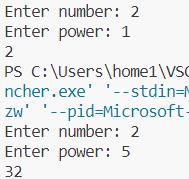 Enter number: 2
Enter power: 1
2
PS C:\Users\home1\VSC
ncher.exe' '--stdin=M
zw' '--pid=Microsoft-
Enter number: 2
Enter power: 5
32